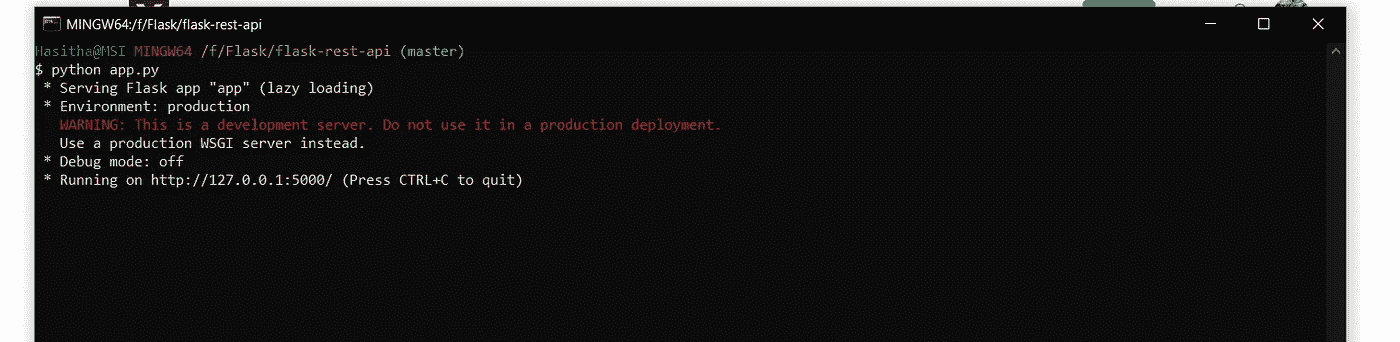 MINGW64:/f/Flask/flask-rest-api
Hasitha@MSI MINGW64 /f/Flask/flask-rest-api (master)
$ python app.py
* Serving Flask app "app" (lazy loading)
* Environment: production
WARNING: This is a development server. Do not use it in a production deployment.
Use a production WSGI server instead.
* Debug mode: off
* Running on http://127.0.0.1:5000/ (Press CTRL+C to quit)